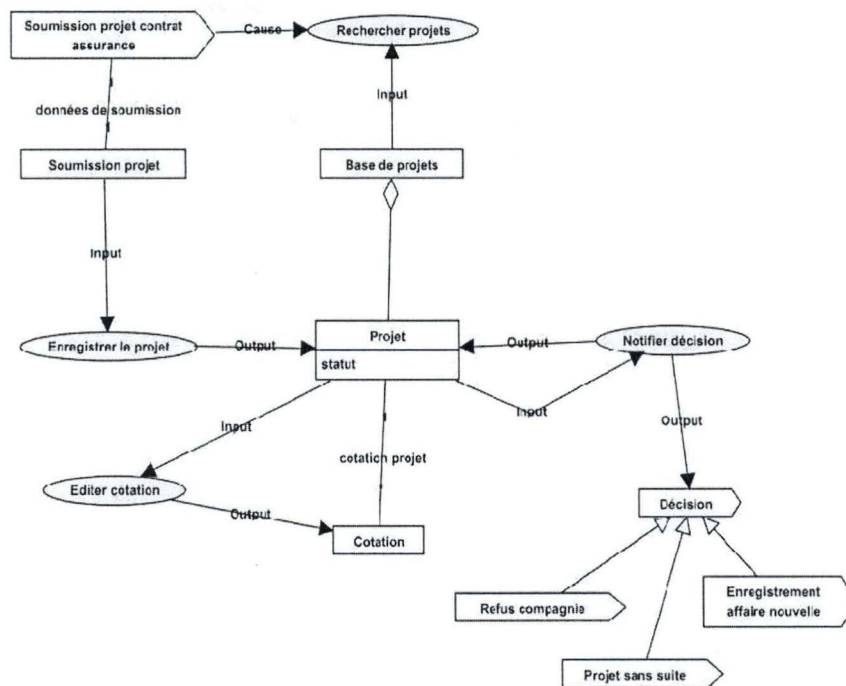 Soumission projet contrat
assurance
Cause
Rechercher projets
données de soumission
Input
Soumission projet
Base de projets
Input
Enregistrer le projet
Output
Projet
statut
Output
Notifier décision
Input
Input
Output
cotation projet
Editer cotation
Output
Cotation
Décision
Refus compagnie
Enregistrement
affaire nouvelle
Projet sans suite